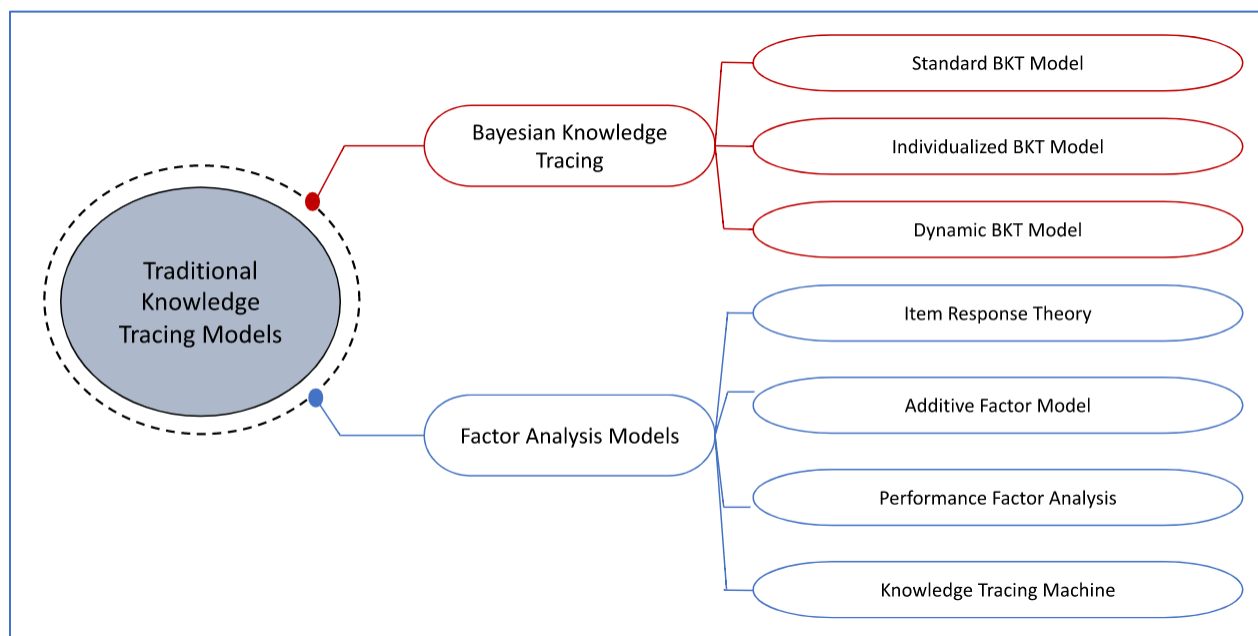 Traditional
Knowledge
Tracing Models
Bayesian Knowledge
Tracing
Standard BKT Model
Individualized BKT Model
Dynamic BKT Model
Factor Analysis Models
Item Response Theory
Additive Factor Model
Performance Factor Analysis
Knowledge Tracing Machine